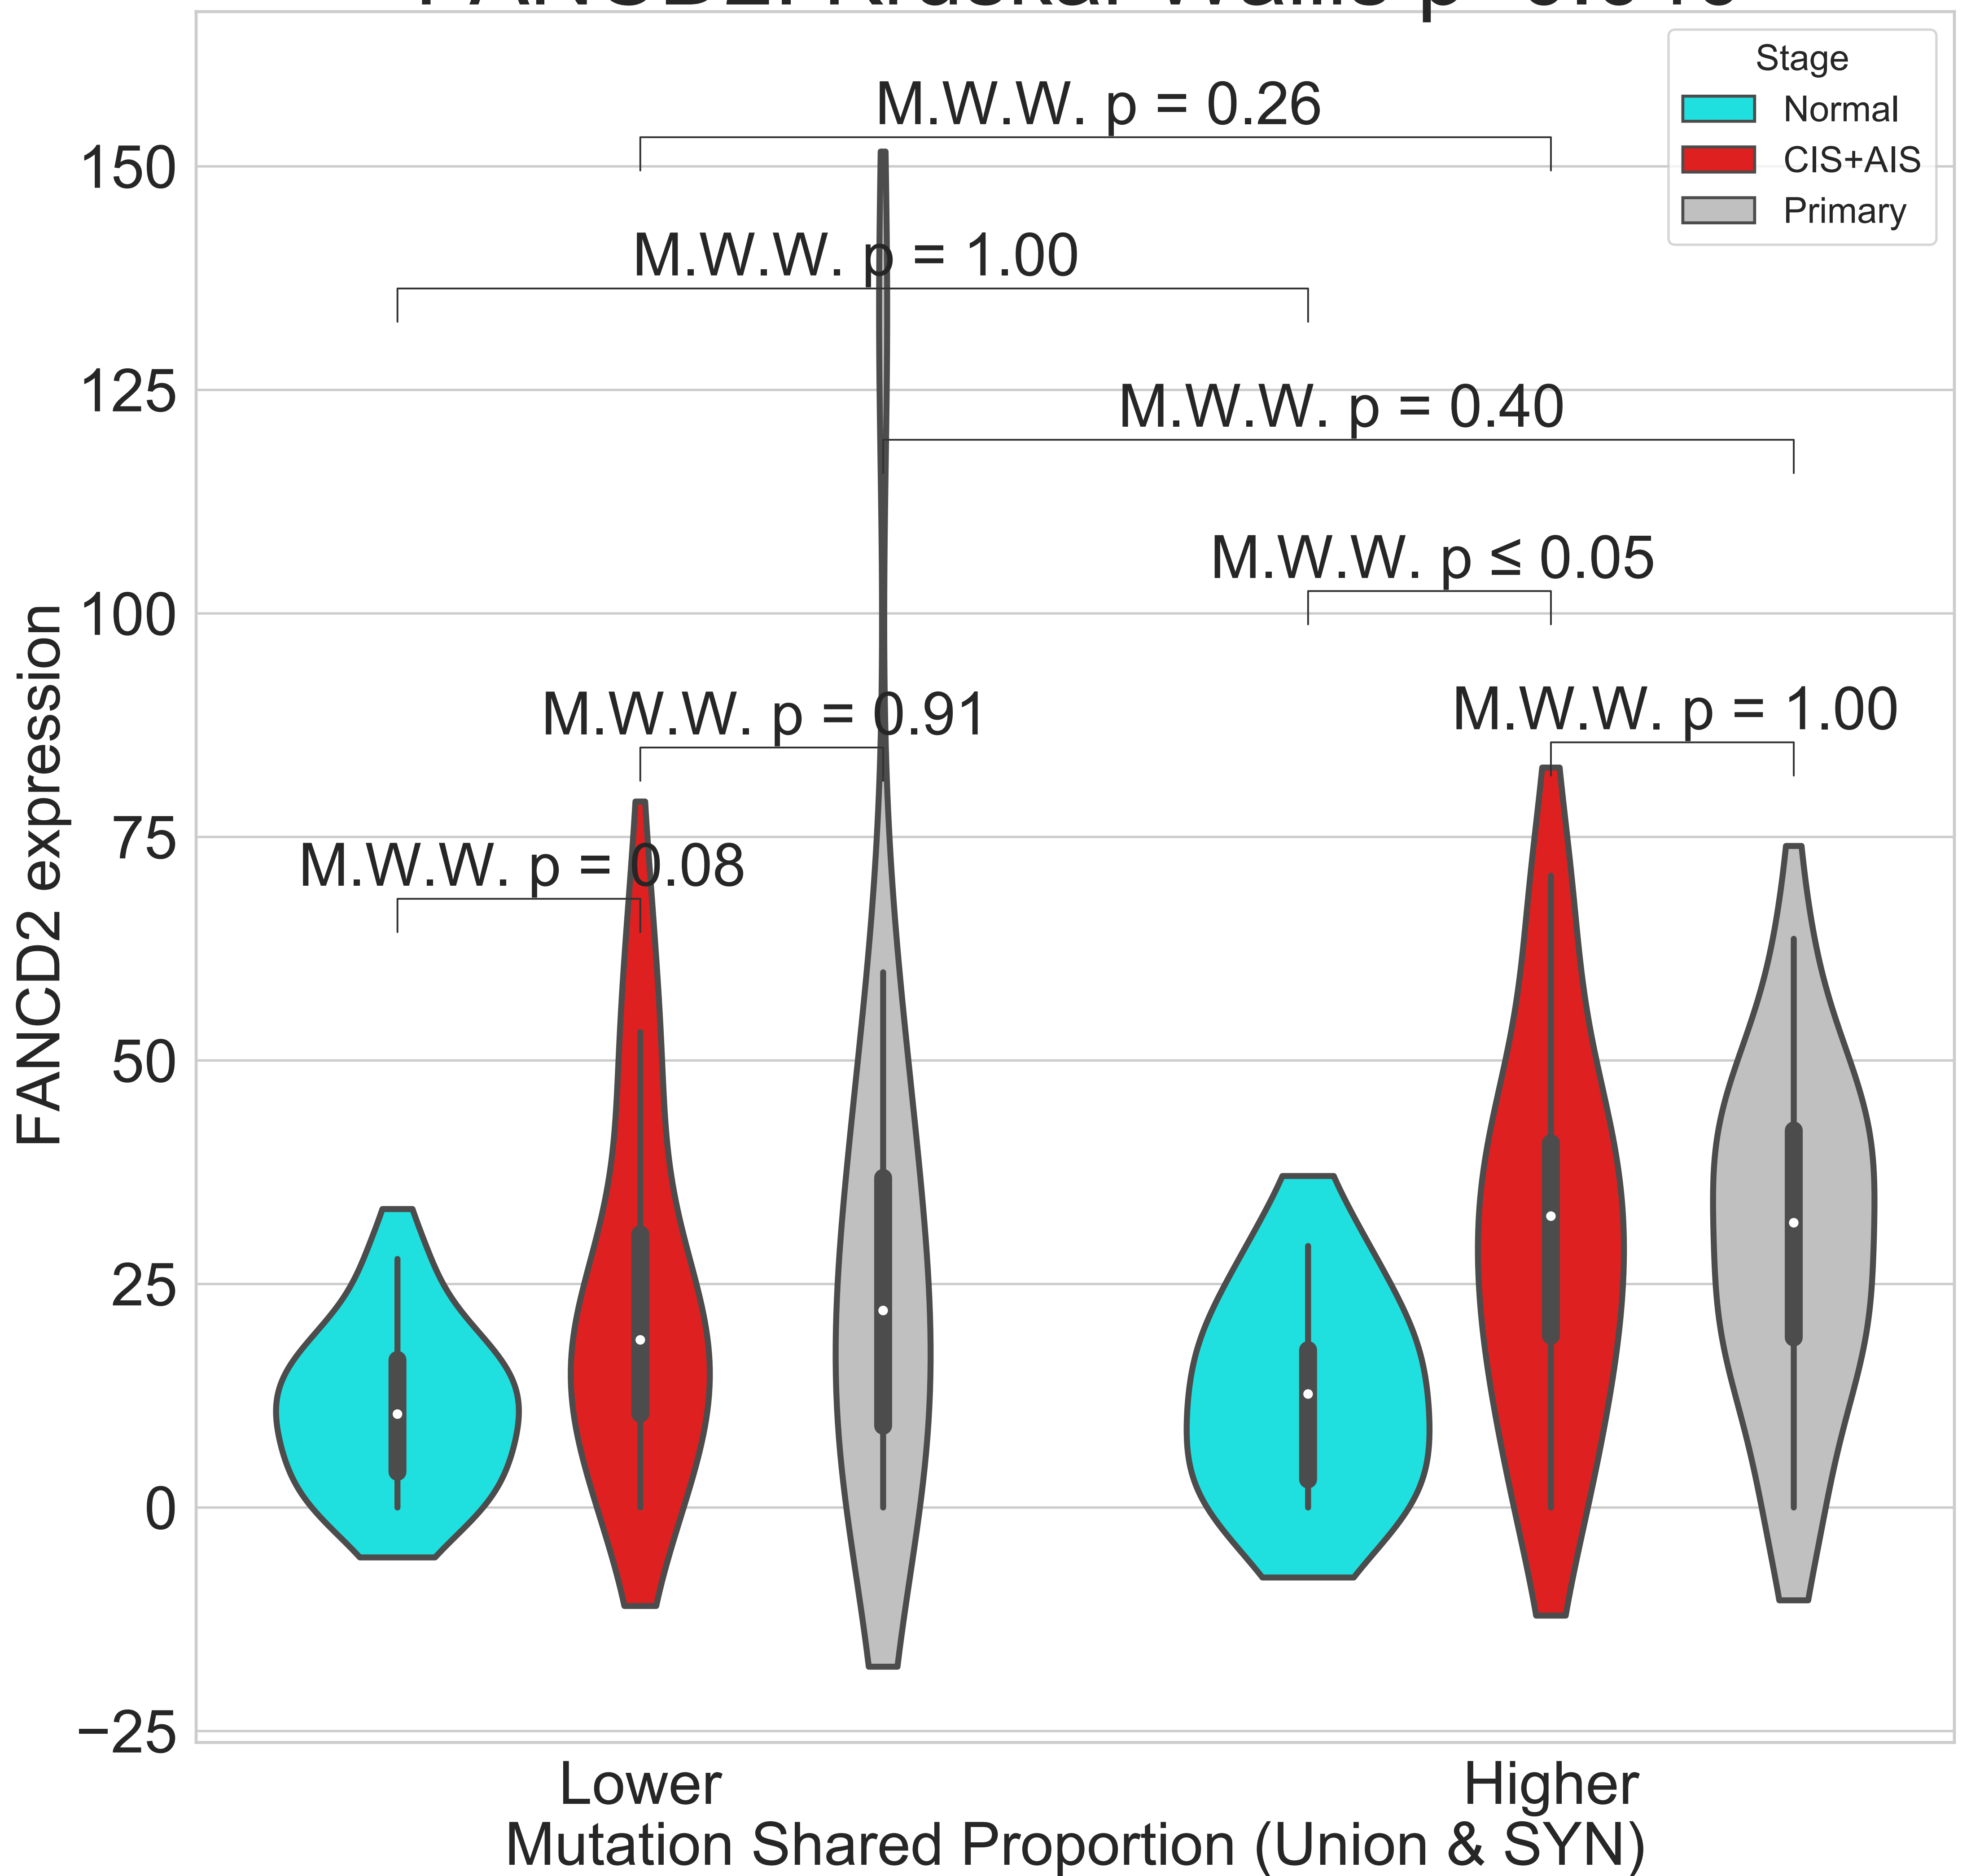 Stage
Normal
CIS+AIS
Primary
M.W.W. p = 0.26
M.W.W. p = 1.00
M.W.W. p = 0.40
M.W.W. p ≤ 0.05
M.W.W. p = 0.91
M.W.W. p = 1.00
M.W.W. p = 0.08
150
125
100
75
50
25
0
−25
FANCD2 expression
Lower
Higher
Mutation Shared Proportion (Union & SYN)